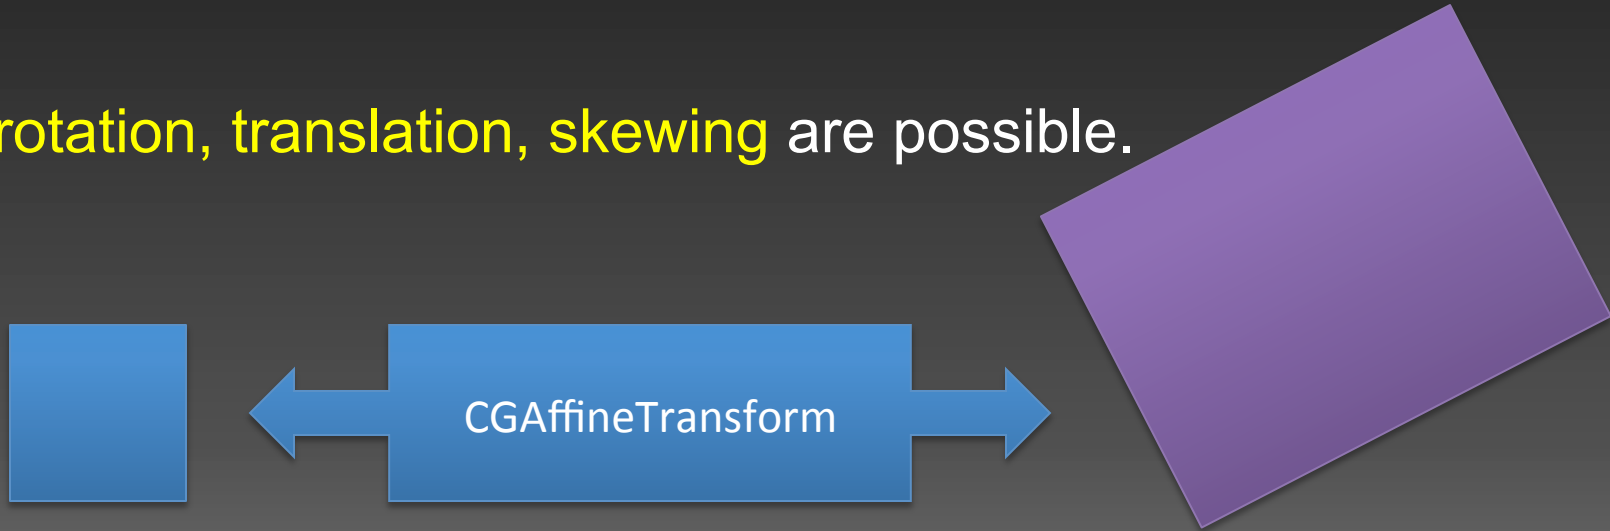 rotation, translation, skewing are possible.
CGAffineTransform